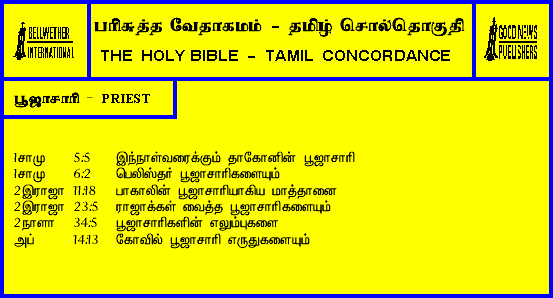 BELLWETHER
INTERNATIONAL
பரிசுத்த வேதாகமம் - தமிழ் சொல்தொகுதி
THE HOLY BIBLE - TAMIL CONCORDANCE
GOOD NEWS
PUBLISHERS
பூஜாசாரி - PRIEST
1சாமு 5:5 இந்நாள்வரைக்கும் தாகோனின் பூஜாசாரி
1சாமு 6:2 பெலிஸ்தர் பூஜாசாரிகளையும்
2இராஜா 11:18 பாகாலின் பூஜாசாரியாகிய மாத்தானை
2இராஜா 23:5 ராஜாக்கள் வைத்த பூஜாசாரிகளையும்
2நாளா 34:5 பூஜாசாரிகளின் எலும்புகளை
அப் 14:13 கோவில் பூஜாசாரி எருதுகளையும்